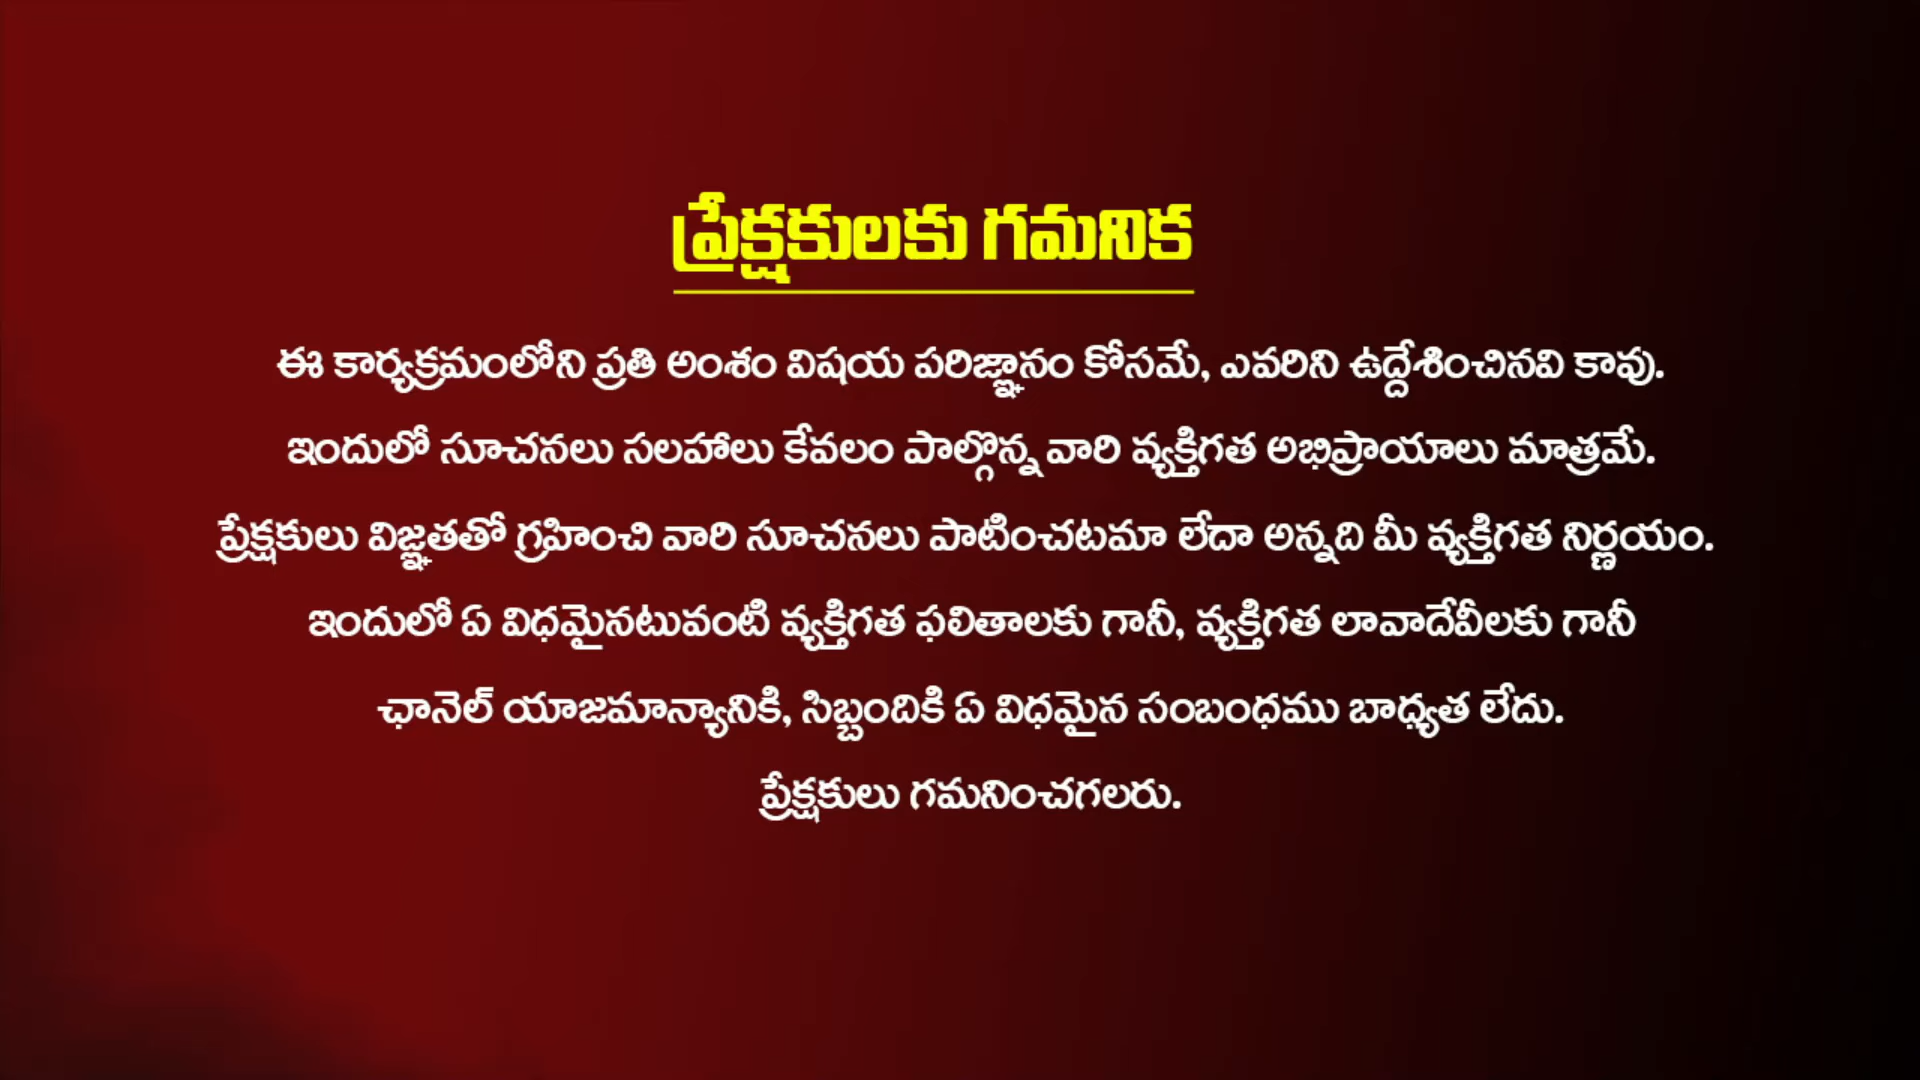 ప్రేక్షకులకు గమనిక
ఈ కార్యక్రమంలోని ప్రతి అంశం విషయ పరిజ్ఞానం కోసమే, ఎవరిని ఉద్దేశించినవి కావు.
ఇందులో సూచనలు సలహాలు కేవలం పాల్గొన్న వారి వ్యక్తిగత అభిప్రాయాలు మాత్రమే.
ప్రేక్షకులు విజ్ఞతతో గ్రహించి వారి సూచనలు పాటించటమా లేదా అన్నది మీ వ్యక్తిగత నిర్ణయం.
ఇందులో ఏ విధమైనటువంటి వ్యక్తిగత ఫలితాలకు గానీ, వ్యక్తిగత లావాదేవీలకు గానీ
ఛానెల్ యాజమాన్యానికి, సిబ్బందికి ఏ విధమైన సంబంధము బాధ్యత లేదు.
ప్రేక్షకులు గమనించగలరు.